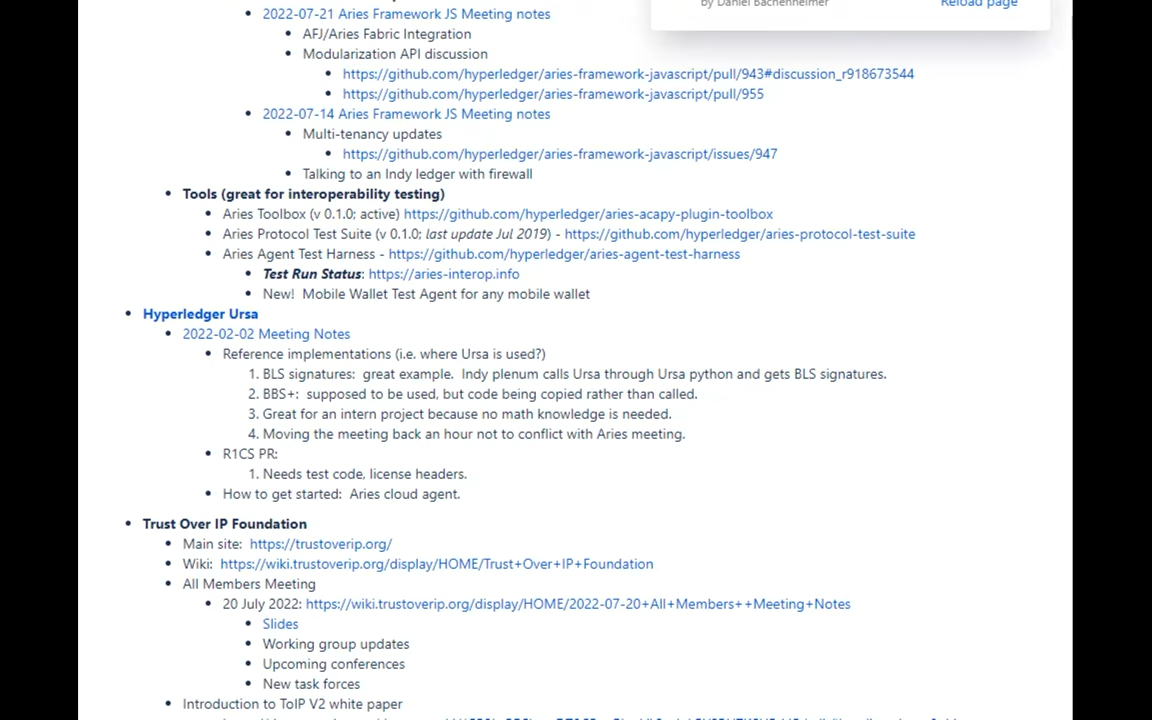 by Daniel Bachenheimer
Reload page
2022-07-21 Aries Framework JS Meeting notes
AFJ/Aries Fabric Integration
Modularization API discussion
https://github.com/hyperledger/aries-framework-javascript/pull/943#discussion_r918673544
https://github.com/hyperledger/aries-framework-javascript/pull/955
2022-07-14 Aries Framework JS Meeting notes
Multi-tenancy updates
https://github.com/hyperledger/aries-framework-javascript/issues/947
Talking to an Indy ledger with firewall
Tools (great for interoperability testing)
Aries Toolbox (v 0.1.0; active) https://github.com/hyperledger/aries-acapy-plugin-toolbox
Aries Protocol Test Suite (v 0.1.0; last update Jul 2019) - https://github.com/hyperledger/aries-protocol-test-suite
Aries Agent Test Harness - https://github.com/hyperledger/aries-agent-test-harness
Test Run Status: https://aries-interop.info
New! Mobile Wallet Test Agent for any mobile wallet
Hyperledger Ursa
2022-02-02 Meeting Notes
Reference implementations (i.e. where Ursa is used?)
1. BLS signatures: great example. Indy plenum calls Ursa through Ursa python and gets BLS signatures.
2. BBS+: supposed to be used, but code being copied rather than called.
3. Great for an intern project because no math knowledge is needed.
4. Moving the meeting back an hour not to conflict with Aries meeting.
R1CS PR:
1. Needs test code, license headers.
How to get started: Aries cloud agent.
Trust Over IP Foundation
Main site: https://trustoverip.org/
Wiki: https://wiki.trustoverip.org/display/HOME/Trust+Over+IP+Foundation
All Members Meeting
20 July 2022: https://wiki.trustoverip.org/display/HOME/2022-07-20+All+Members++Meeting+Notes
Slides
Working group updates
Upcoming conferences
New task forces
Introduction to ToIP V2 white paper